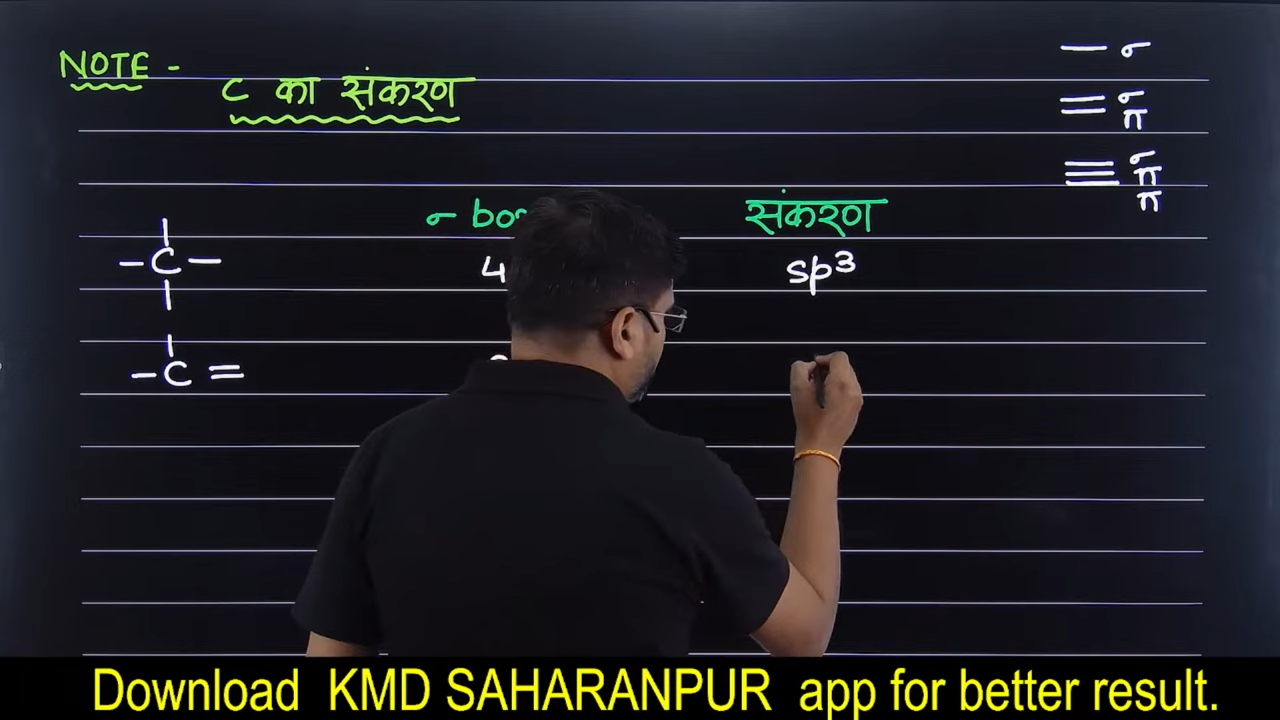 NOTE -
C का संकरण
— σ
= σ π
≡ σ π π
σ संकरण
–C– 4 sp³
–C=
Download KMD SAHARANPUR app for better result.